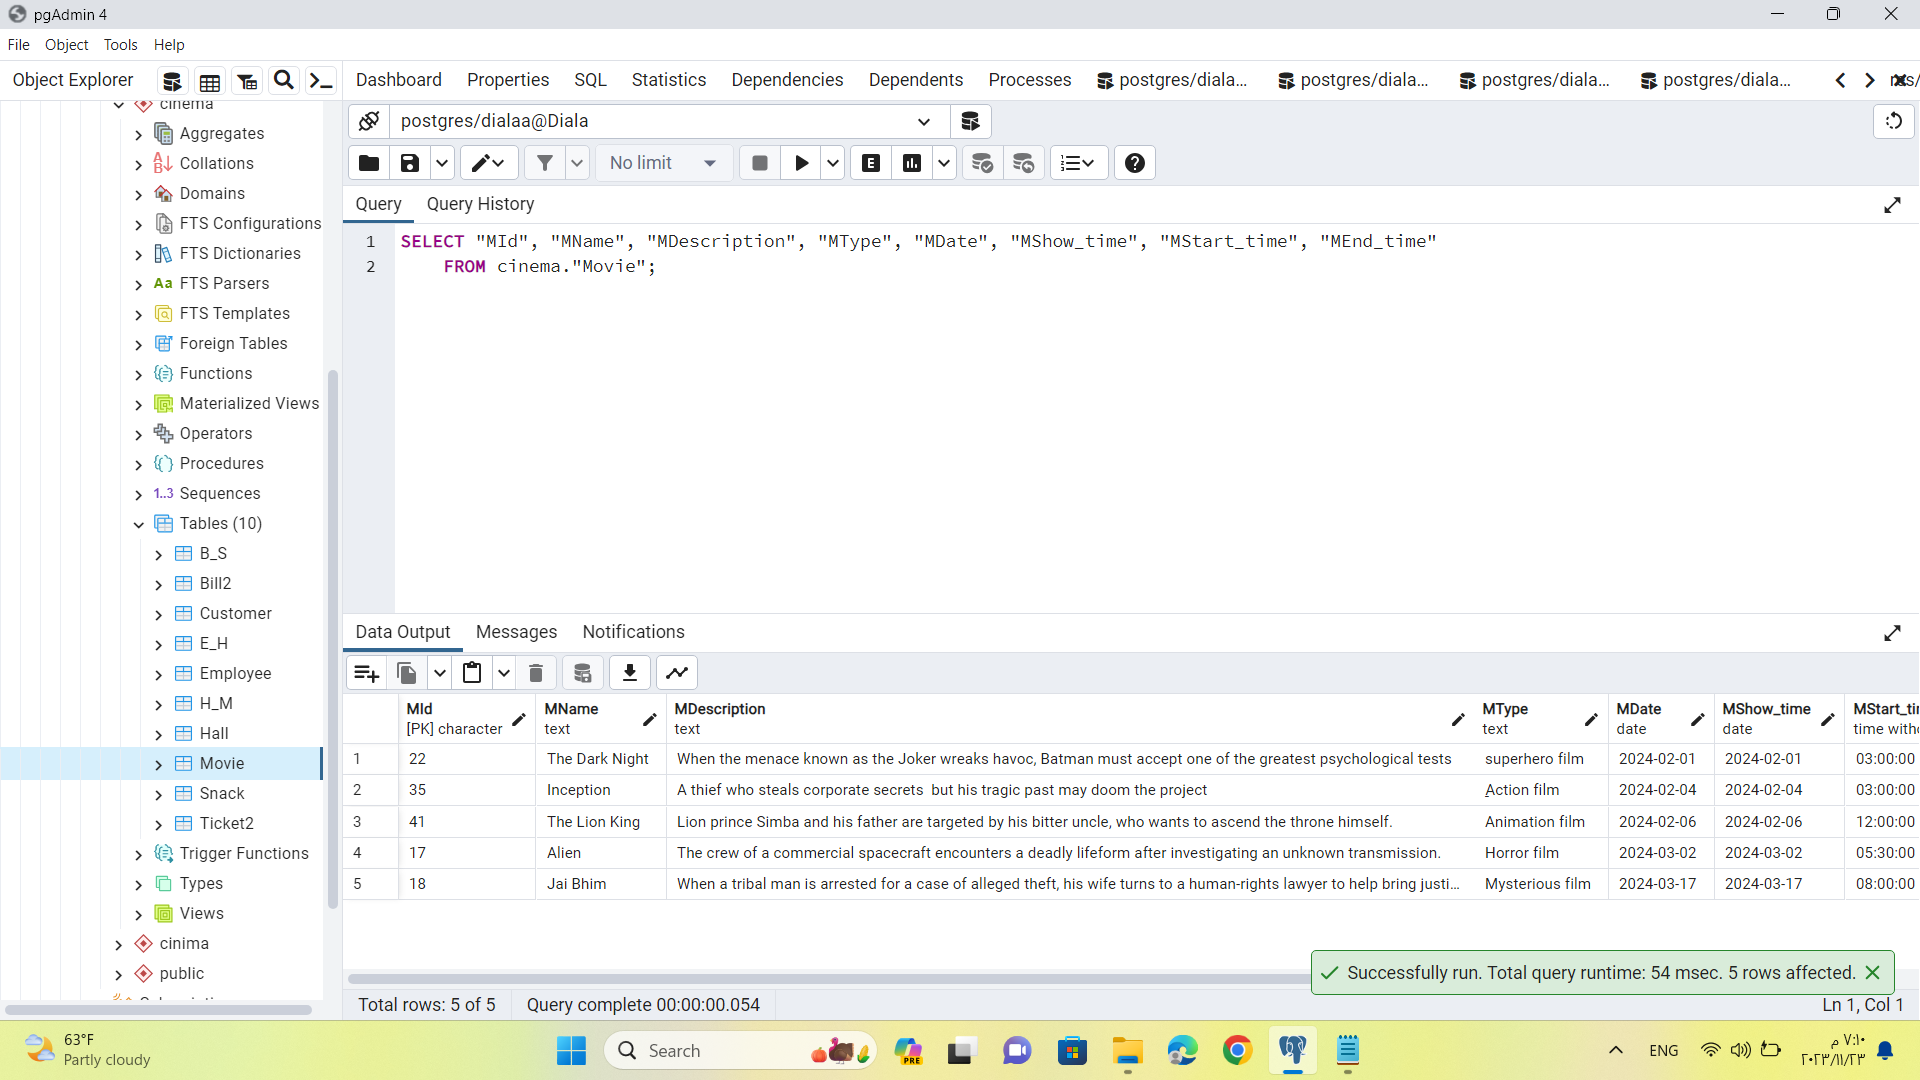 pgAdmin 4
File Object Tools Help
Object Explorer
Dashboard Properties SQL Statistics Dependencies Dependents Processes postgres/diala... postgres/diala... postgres/diala... postgres/diala...
postgres/dialaa@Diala
No limit
Query Query History
1 SELECT "MId", "MName", "MDescription", "MType", "MDate", "MShow_time", "MStart_time", "MEnd_time"
2 FROM cinema."Movie";
cinema
Aggregates
Collations
Domains
FTS Configurations
FTS Dictionaries
Aa FTS Parsers
FTS Templates
Foreign Tables
Functions
Materialized Views
Operators
Procedures
1..3 Sequences
Tables (10)
B_S
Bill2
Customer
E_H
Employee
H_M
Hall
Movie
Snack
Ticket2
Trigger Functions
Types
Views
cinima
public
Data Output Messages Notifications
MId MName MDescription MType MDate MShow_time MStart_ti
[PK] character text text text date date time with
1 22 The Dark Night When the menace known as the Joker wreaks havoc, Batman must accept one of the greatest psychological tests superhero film 2024-02-01 2024-02-01 03:00:00
2 35 Inception A thief who steals corporate secrets but his tragic past may doom the project Action film 2024-02-04 2024-02-04 03:00:00
3 41 The Lion King Lion prince Simba and his father are targeted by his bitter uncle, who wants to ascend the throne himself. Animation film 2024-02-06 2024-02-06 12:00:00
4 17 Alien The crew of a commercial spacecraft encounters a deadly lifeform after investigating an unknown transmission. Horror film 2024-03-02 2024-03-02 05:30:00
5 18 Jai Bhim When a tribal man is arrested for a case of alleged theft, his wife turns to a human-rights lawyer to help bring justi... Mysterious film 2024-03-17 2024-03-17 08:00:00
Successfully run. Total query runtime: 54 msec. 5 rows affected.
Total rows: 5 of 5 Query complete 00:00:00.054 Ln 1, Col 1
63°F
Partly cloudy
Search
PRE
ENG
٧:١٠ م
٢٠٢٣/١١/٢٣